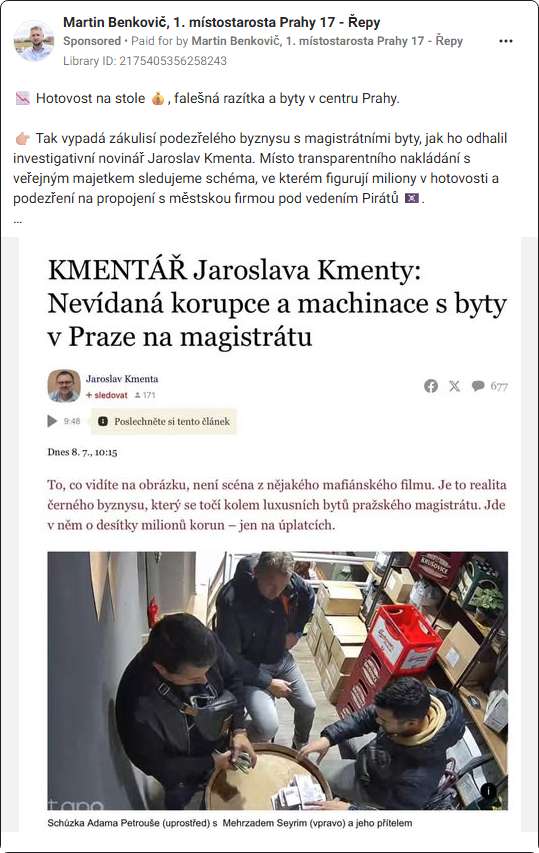 Martin Benkovič, 1. místostarosta Prahy 17 - Řepy
Sponsored • Paid for by Martin Benkovič, 1. místostarosta Prahy 17 - Řepy
Library ID: 2175405356258243
📉 Hotovost na stole 💰, falešná razítka a byty v centru Prahy.
👉🏼 Tak vypadá zákulisí podezřelého byznysu s magistrátními byty, jak ho odhalil
investigativní novinář Jaroslav Kmenta. Místo transparentního nakládání s
veřejným majetkem sledujeme schéma, ve kterém figurují miliony v hotovosti a
podezření na propojení s městskou firmou pod vedením Pirátů 🏴‍☠️.
...
KMENTÁŘ Jaroslava Kmenty:
Nevídaná korupce a machinace s byty
v Praze na magistrátu
Jaroslav Kmenta
+ sledovat 171
677
9:48 Poslechněte si tento článek
Dnes 8. 7., 10:15
To, co vidíte na obrázku, není scéna z nějakého mafiánského filmu. Je to realita
černého byznysu, který se točí kolem luxusních bytů pražského magistrátu. Jde
v něm o desítky milionů korun – jen na úplatcích.
KRUŠOVICE
tapo
Schůzka Adama Petrouše (uprostřed) s Mehrzadem Seyrim (vpravo) a jeho přítelem